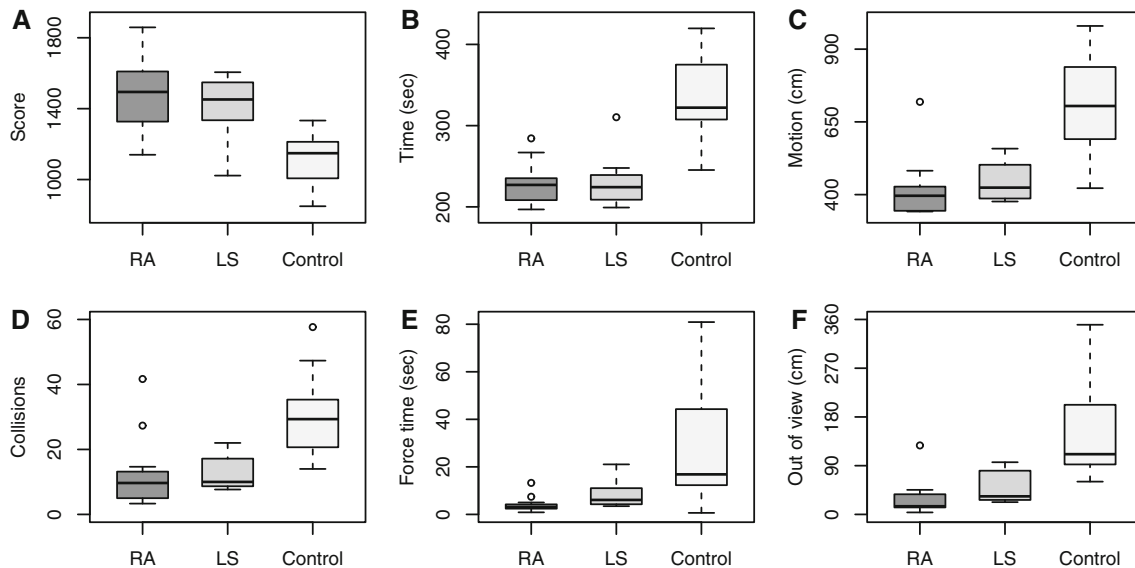 A
Score
1800
1400
1000
RA LS Control
B
Time (sec)
400
300
200
RA LS Control
C
Motion (cm)
900
650
400
RA LS Control
D
Collisions
60
40
20
0
RA LS Control
E
Force time (sec)
80
60
40
20
0
RA LS Control
F
Out of view (cm)
360
270
180
90
0
RA LS Control